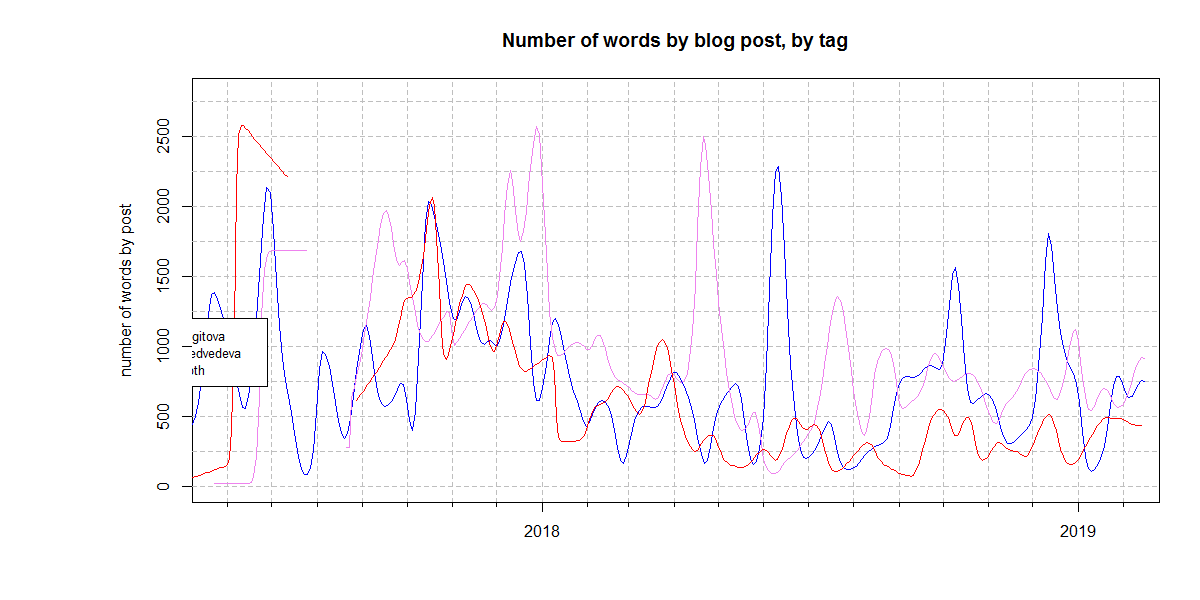 Number of words by blog post, by tag
number of words by post
2500
2000
1500
1000
500
0
gitova
edvedeva
oth
2018
2019